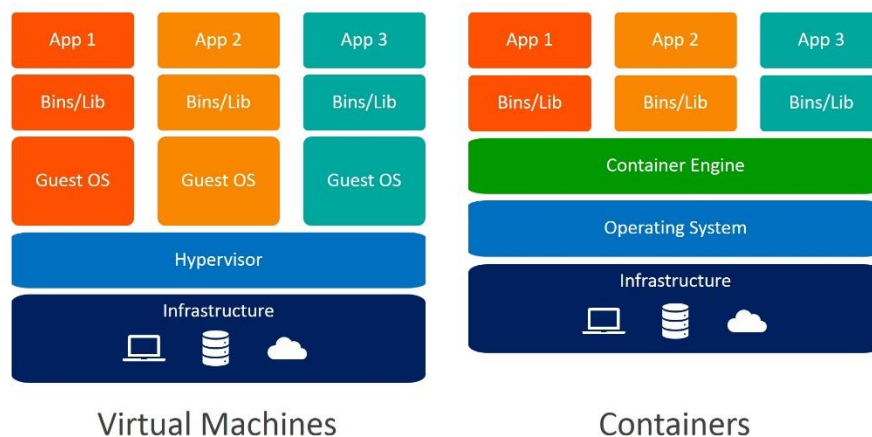 App 1
App 2
App 3
Bins/Lib
Bins/Lib
Bins/Lib
Guest OS
Guest OS
Guest OS
Hypervisor
Infrastructure
Virtual Machines
App 1
App 2
App 3
Bins/Lib
Bins/Lib
Bins/Lib
Container Engine
Operating System
Infrastructure
Containers